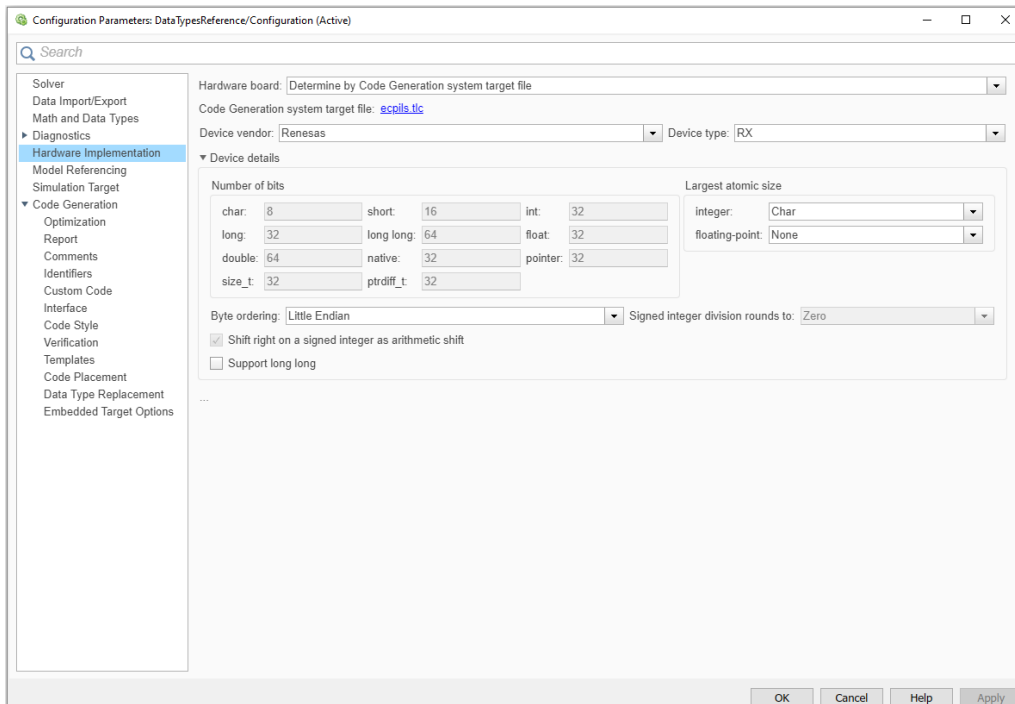 Configuration Parameters: DataTypesReference/Configuration (Active)
Search
Solver
Data Import/Export
Math and Data Types
Diagnostics
Hardware Implementation
Model Referencing
Simulation Target
Code Generation
Optimization
Report
Comments
Identifiers
Custom Code
Interface
Code Style
Verification
Templates
Code Placement
Data Type Replacement
Embedded Target Options
Hardware board: Determine by Code Generation system target file
Code Generation system target file: ecpils.tlc
Device vendor: Renesas Device type: RX
Device details
Number of bits Largest atomic size
char: 8 short: 16 int: 32 integer: Char
long: 32 long long: 64 float: 32 floating-point: None
double: 64 native: 32 pointer: 32
size_t: 32 ptrdiff_t: 32
Byte ordering: Little Endian Signed integer division rounds to: Zero
Shift right on a signed integer as arithmetic shift
Support long long
...
OK Cancel Help Apply